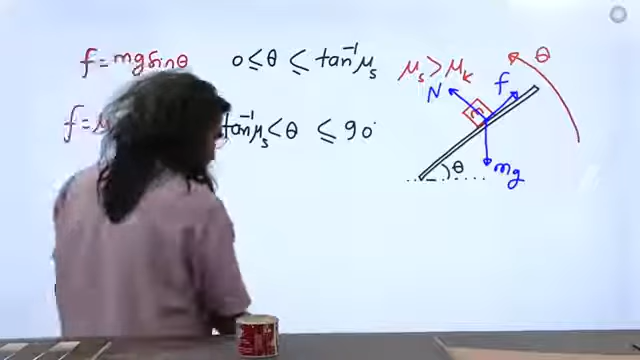 f = mg sinθ 0 ≤ θ ≤ tan⁻¹μs
f = μ tan⁻¹μs < θ ≤ 90°
μs > μk
θ
N
f
m
θ
mg